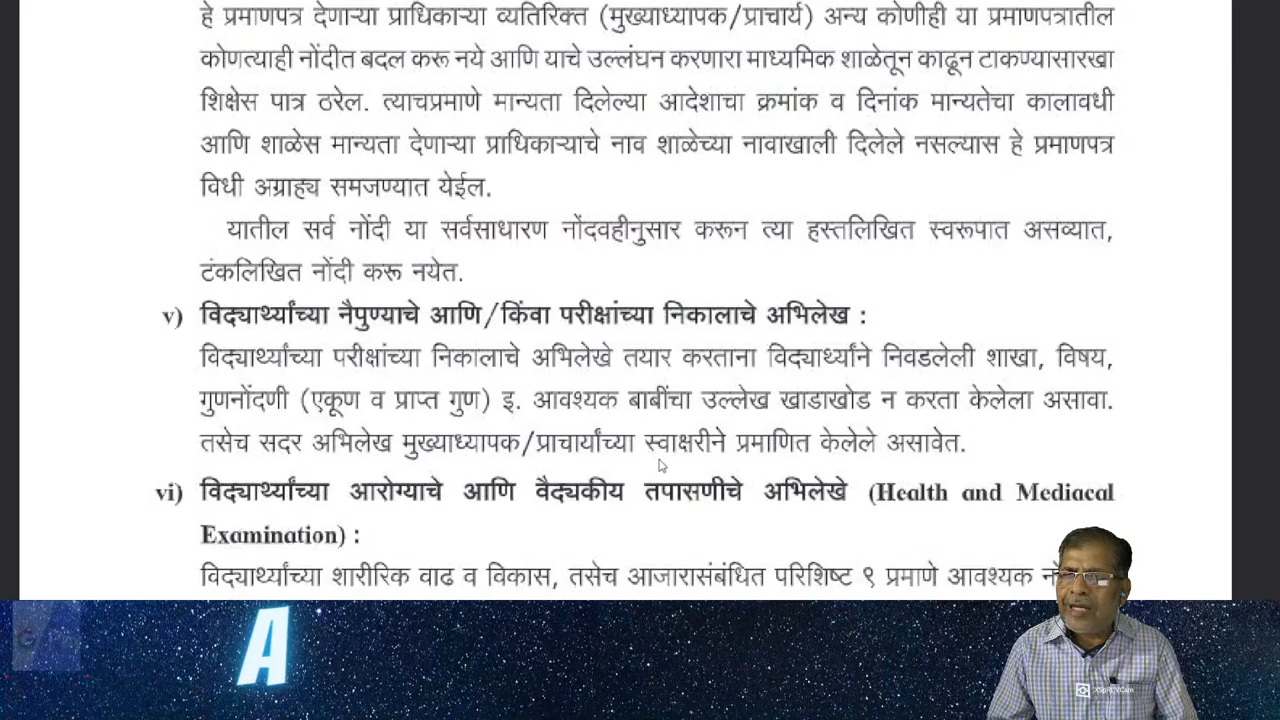 हे प्रमाणपत्र देणाऱ्या प्राधिकाऱ्या व्यतिरिक्त (मुख्याध्यापक/प्राचार्य) अन्य कोणीही या प्रमाणपत्रातील
कोणत्याही नोंदीत बदल करू नये आणि याचे उल्लंघन करणारा माध्यमिक शाळेतून काढून टाकण्यासारखा
शिक्षेस पात्र ठरेल. त्याचप्रमाणे मान्यता दिलेल्या आदेशाचा क्रमांक व दिनांक मान्यतेचा कालावधी
आणि शाळेस मान्यता देणाऱ्या प्राधिकाऱ्याचे नाव शाळेच्या नावाखाली दिलेले नसल्यास हे प्रमाणपत्र
विधी अग्राह्य समजण्यात येईल.
यातील सर्व नोंदी या सर्वसाधारण नोंदवहीनुसार करून त्या हस्तलिखित स्वरूपात असव्यात,
टंकलिखित नोंदी करू नयेत.
v) विद्यार्थ्यांच्या नैपुण्याचे आणि/किंवा परीक्षांच्या निकालाचे अभिलेख :
विद्यार्थ्यांच्या परीक्षांच्या निकालाचे अभिलेखे तयार करताना विद्यार्थ्याने निवडलेली शाखा, विषय,
गुणनोंदणी (एकूण व प्राप्त गुण) इ. आवश्यक बाबींचा उल्लेख खाडाखोड न करता केलेला असावा.
तसेच सदर अभिलेख मुख्याध्यापक/प्राचार्यांच्या स्वाक्षरीने प्रमाणित केलेले असावेत.
vi) विद्यार्थ्यांच्या आरोग्याचे आणि वैद्यकीय तपासणीचे अभिलेखे (Health and Mediacal
Examination) :
विद्यार्थ्यांच्या शारीरिक वाढ व विकास, तसेच आजारासंबंधित परिशिष्ट ९ प्रमाणे आवश्यक
A
XSplit VCam